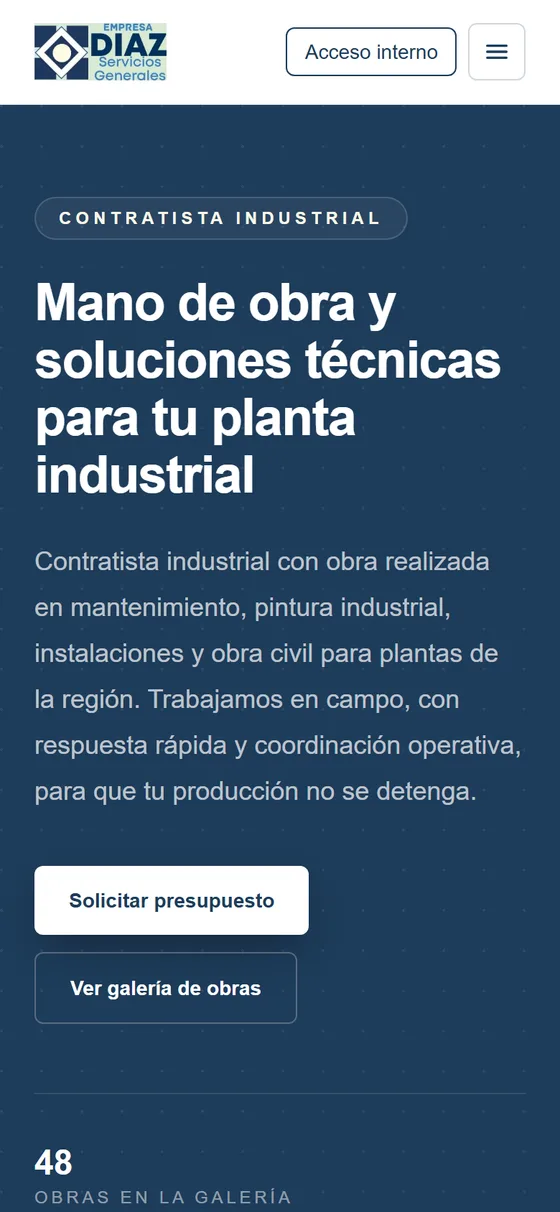 EMPRESA
DIAZ
Servicios
Generales
Acceso interno
CONTRATISTA INDUSTRIAL
Mano de obra y
soluciones técnicas
para tu planta
industrial
Contratista industrial con obra realizada
en mantenimiento, pintura industrial,
instalaciones y obra civil para plantas de
la región. Trabajamos en campo, con
respuesta rápida y coordinación operativa,
para que tu producción no se detenga.
Solicitar presupuesto
Ver galería de obras
48
OBRAS EN LA GALERÍA